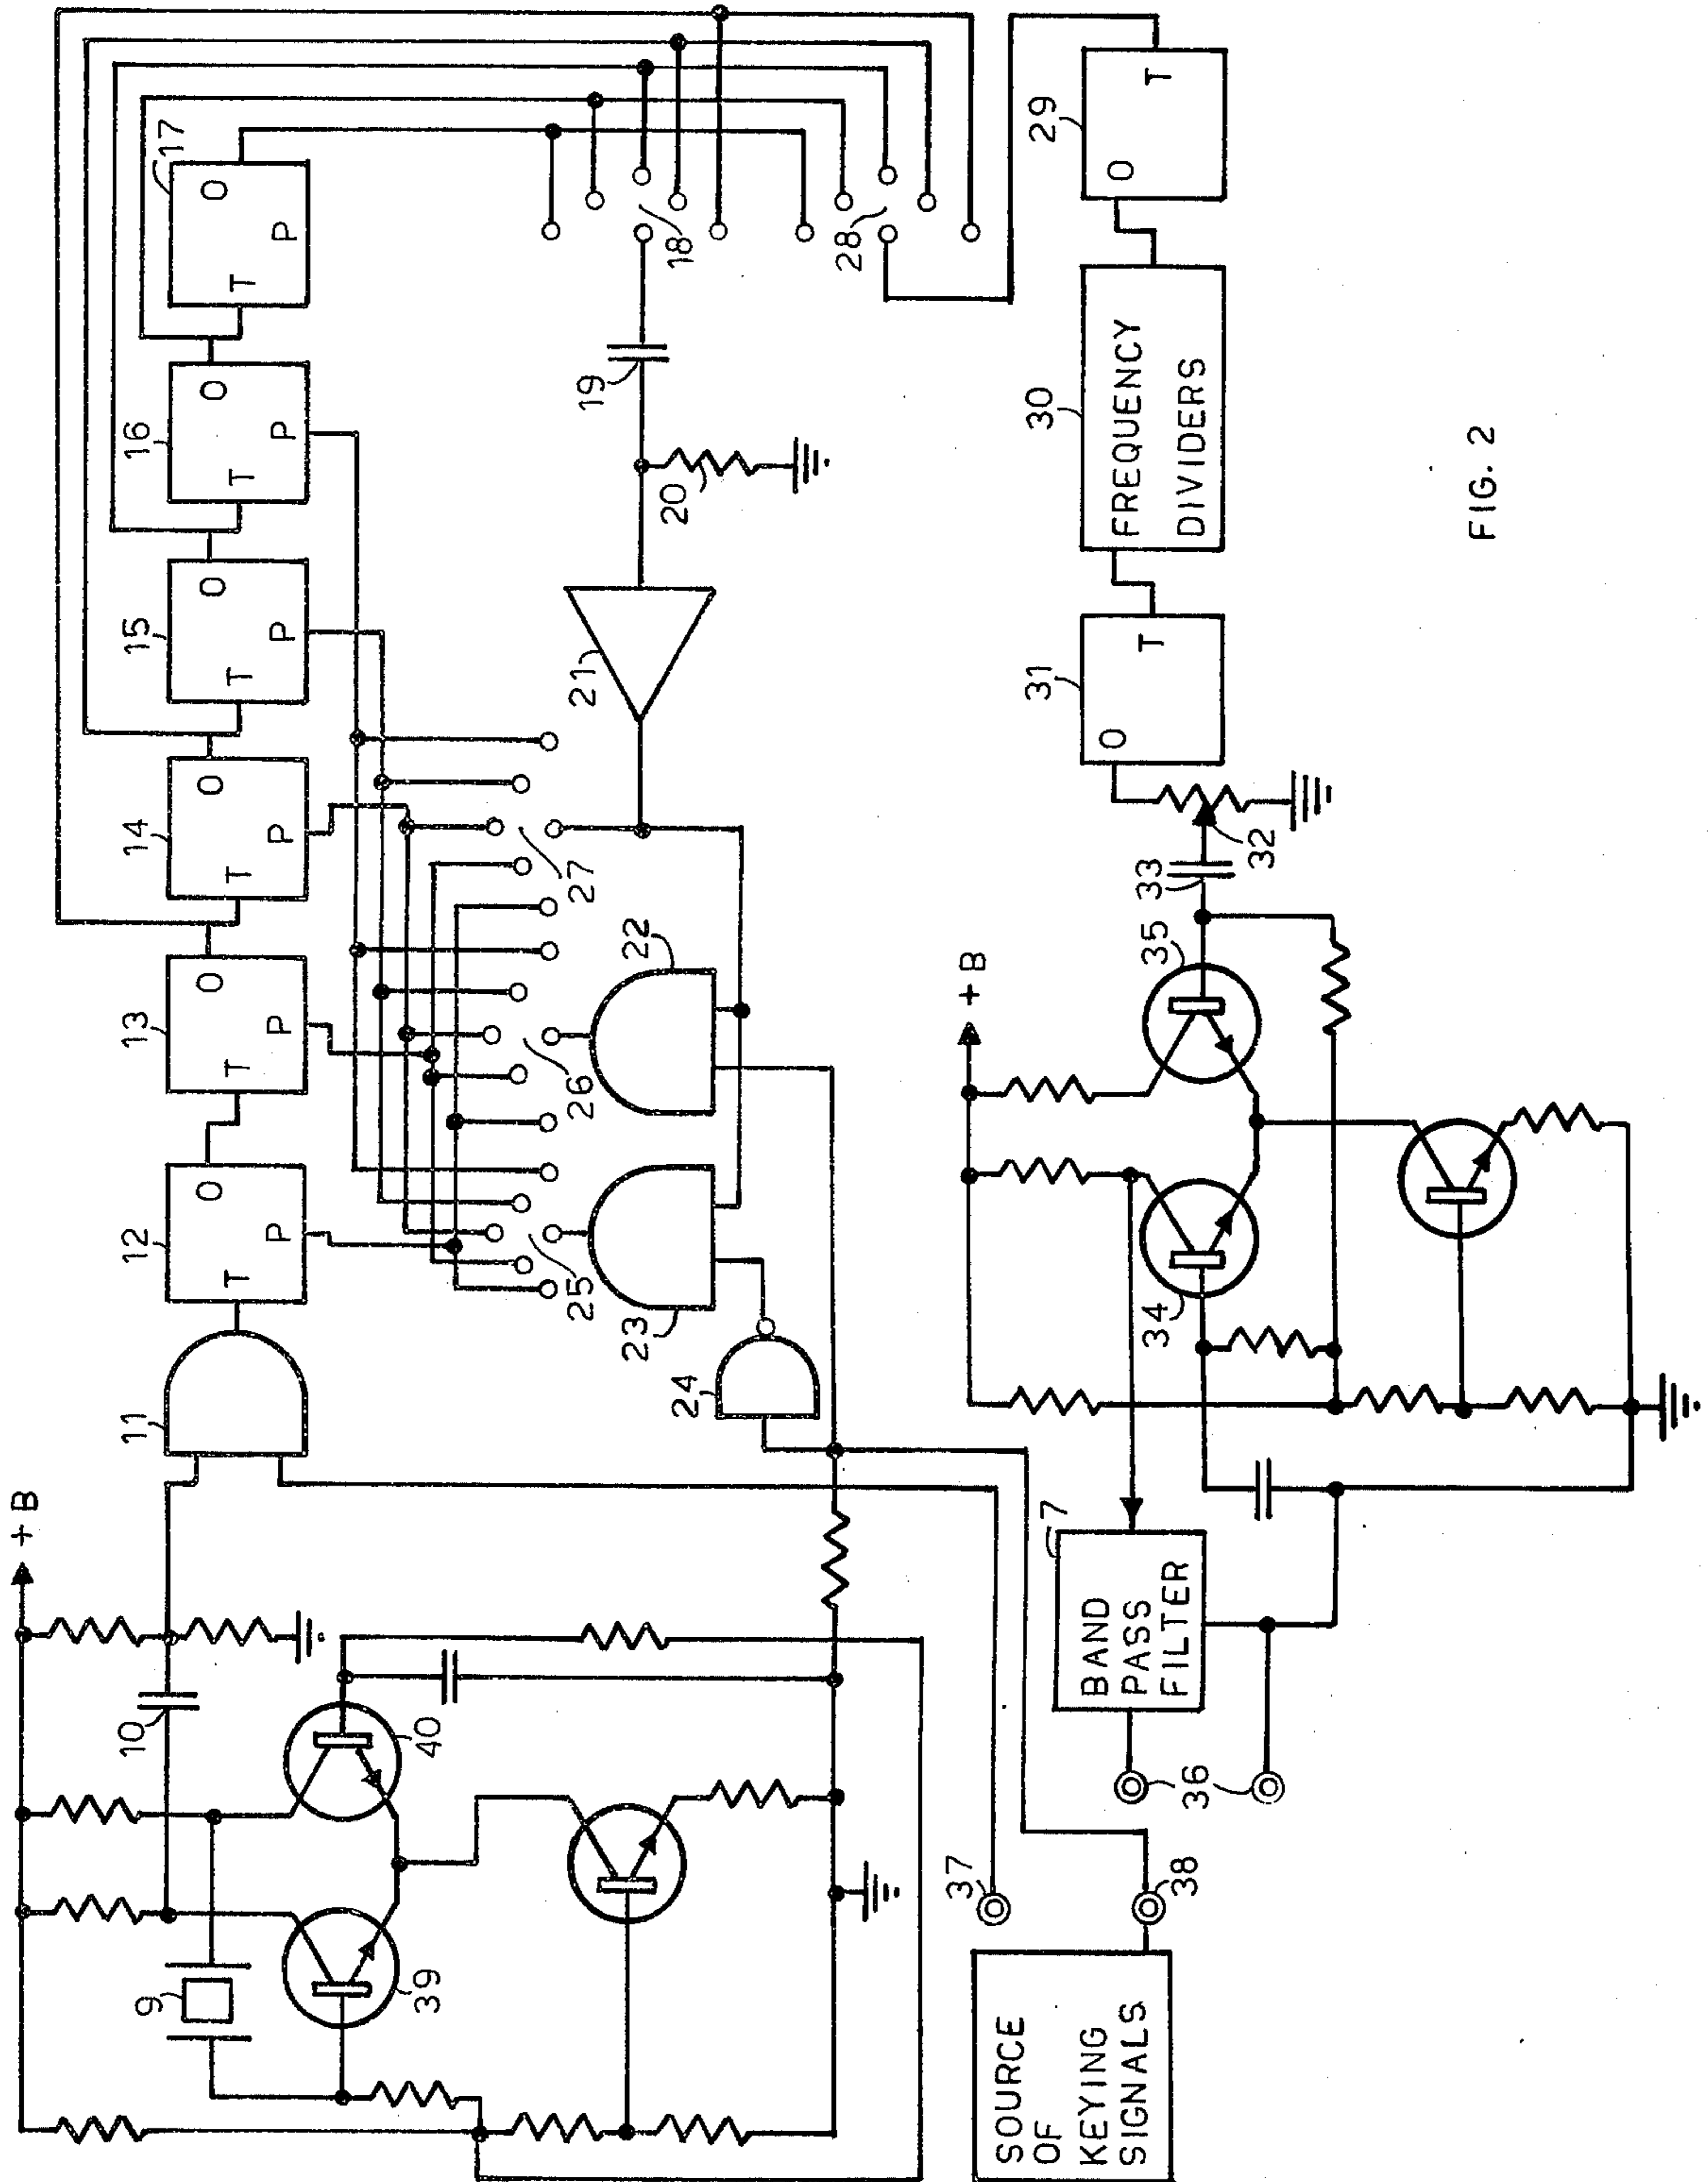 +B
9
10
39
40
11
12
T
O
P
13
T
O
P
14
T
O
P
15
T
O
P
16
T
O
P
17
T
O
P
18
19
20
21
22
23
24
25
26
27
28
29
O
T
30
FREQUENCY
DIVIDERS
31
O
T
32
33
34
35
+B
7
BAND
PASS
FILTER
36
37
38
SOURCE
OF
KEYING
SIGNALS
FIG. 2